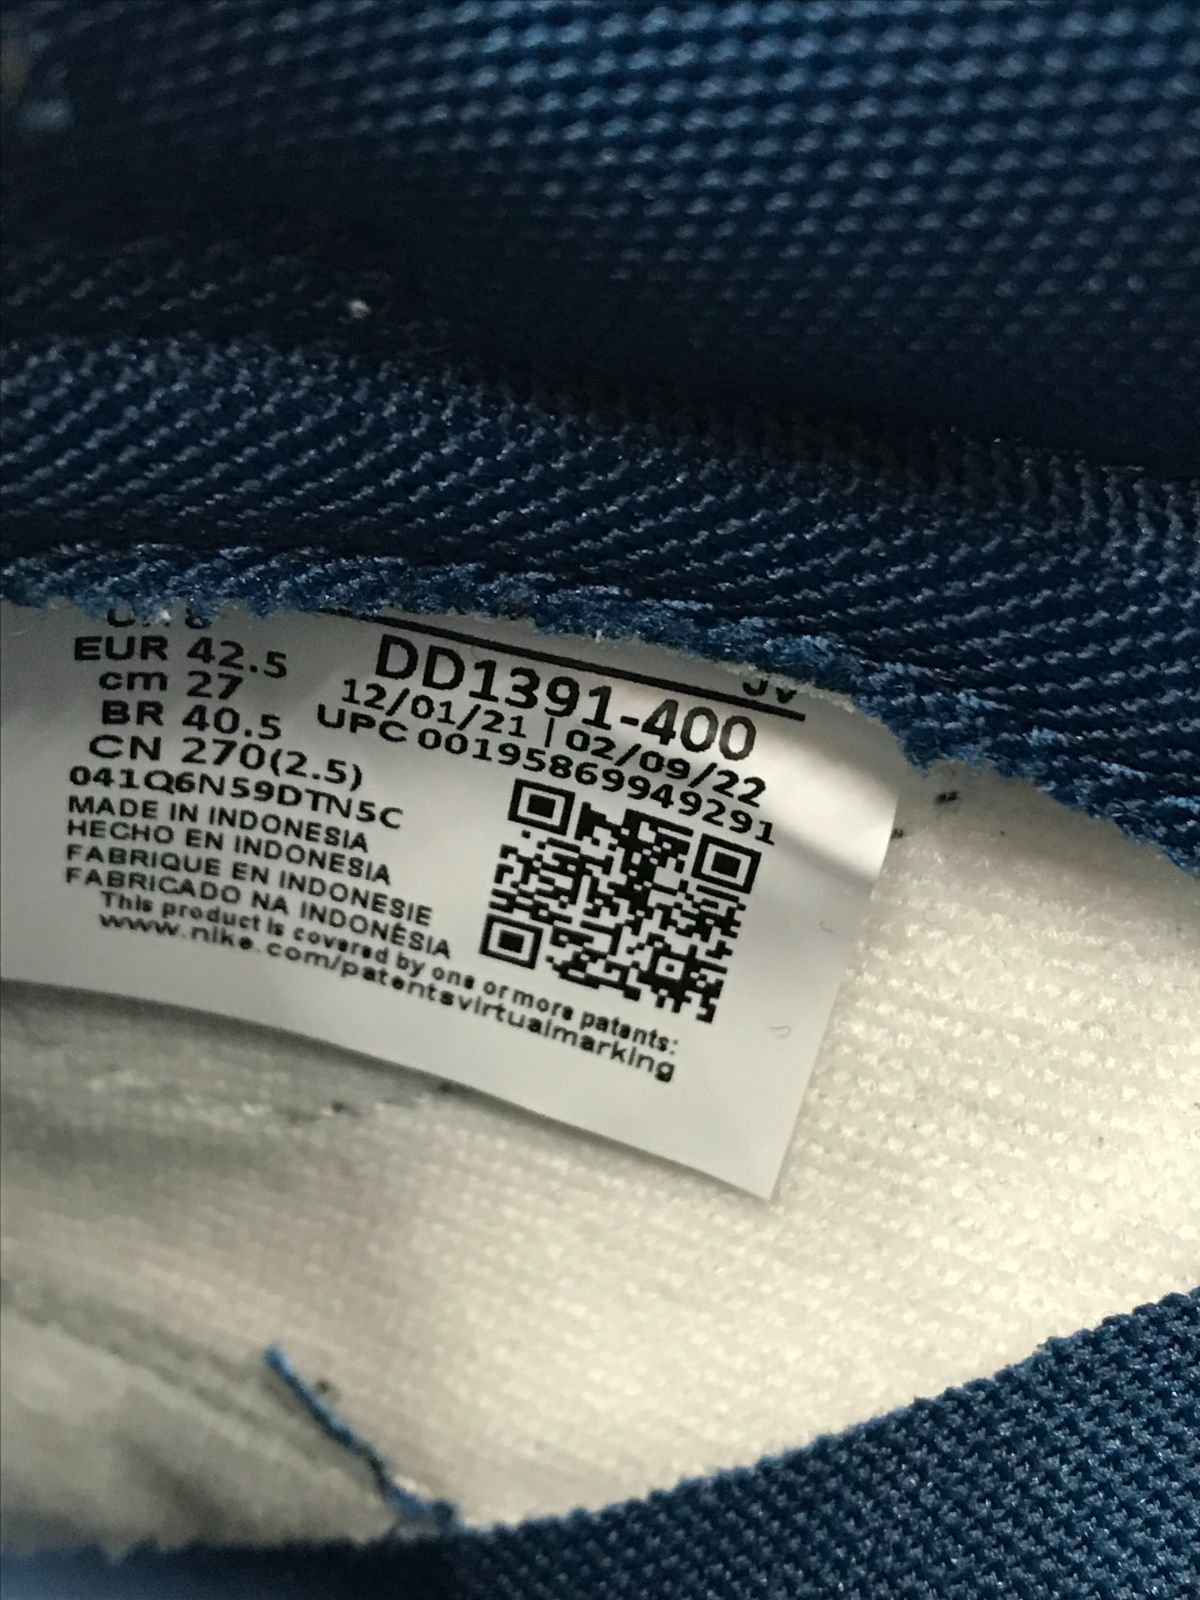 EUR 42.5
cm 27
BR 40.5
CN 270(2.5)
041Q6N59DTN5C
MADE IN INDONESIA
HECHO EN INDONESIA
FABRIQUE EN INDONESIE
FABRICADO NA INDONÉSIA
This product is covered by one or more patents:
www.nike.com/patentsvirtualmarking
JV
DD1391-400
12/01/21 | 02/09/22
UPC 00195869949291